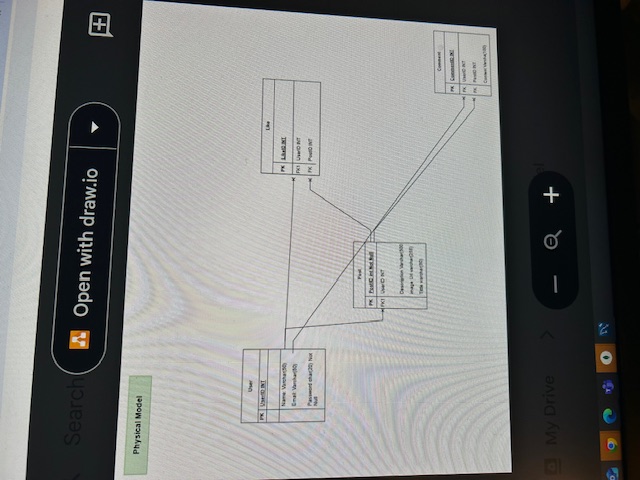 Search
Open with draw.io
Physical Model
User
PK UserID INT
Name: Varchar(50)
Email: Varchar(50)
Password char(20) Not
Null
Like
PK LikeID INT
FK1 UserID INT
FK PostID INT
Post
PK PostID int Not Null
FK1 UserID INT
Description Varchar(50)
image Url varchar(255)
Title varchar(50)
Comment
PK CommentID INT
FK UserID INT
FK PostID INT
Varchar(100)
My Drive